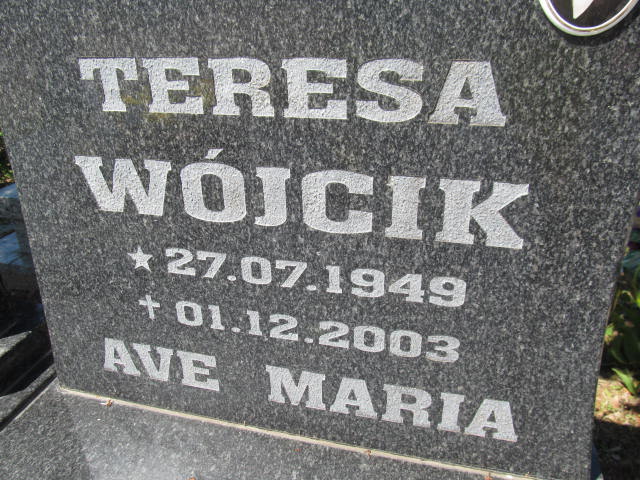 TERESA
WÓJCIK
★ 27.07.1949
✝ 01.12.2003
AVE MARIA